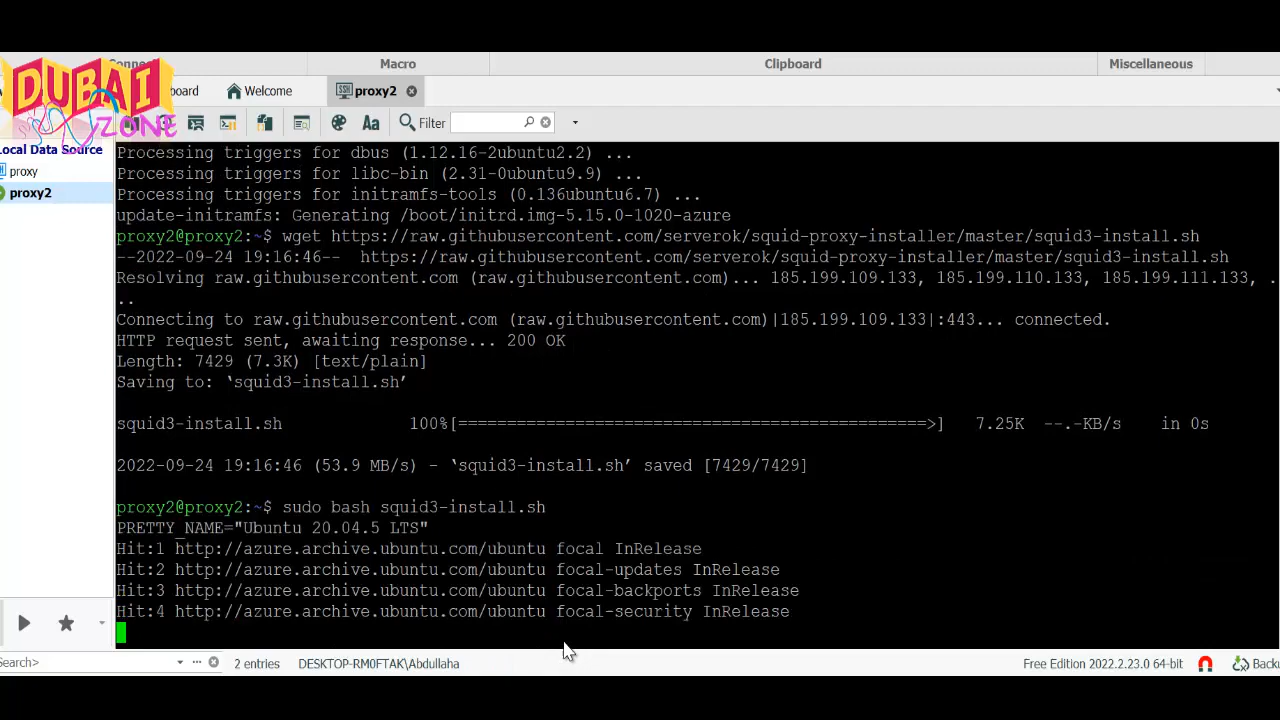 Macro
Clipboard
Miscellaneous
DUBAI
ZONE
Welcome
proxy2
Filter
Local Data Source
proxy
proxy2
Processing triggers for dbus (1.12.16-2ubuntu2.2) ...
Processing triggers for libc-bin (2.31-0ubuntu9.9) ...
Processing triggers for initramfs-tools (0.136ubuntu6.7) ...
update-initramfs: Generating /boot/initrd.img-5.15.0-1020-azure
proxy2@proxy2:~$ wget https://raw.githubusercontent.com/serverok/squid-proxy-installer/master/squid3-install.sh
--2022-09-24 19:16:46-- https://raw.githubusercontent.com/serverok/squid-proxy-installer/master/squid3-install.sh
Resolving raw.githubusercontent.com (raw.githubusercontent.com)... 185.199.109.133, 185.199.110.133, 185.199.111.133, .
..
Connecting to raw.githubusercontent.com (raw.githubusercontent.com)|185.199.109.133|:443... connected.
HTTP request sent, awaiting response... 200 OK
Length: 7429 (7.3K) [text/plain]
Saving to: ‘squid3-install.sh’
squid3-install.sh 100%[================================================>] 7.25K --.-KB/s in 0s
2022-09-24 19:16:46 (53.9 MB/s) - ‘squid3-install.sh’ saved [7429/7429]
proxy2@proxy2:~$ sudo bash squid3-install.sh
PRETTY_NAME="Ubuntu 20.04.5 LTS"
Hit:1 http://azure.archive.ubuntu.com/ubuntu focal InRelease
Hit:2 http://azure.archive.ubuntu.com/ubuntu focal-updates InRelease
Hit:3 http://azure.archive.ubuntu.com/ubuntu focal-backports InRelease
Hit:4 http://azure.archive.ubuntu.com/ubuntu focal-security InRelease
Search>
2 entries
DESKTOP-RM0FTAK\Abdullaha
Free Edition 2022.2.23.0 64-bit